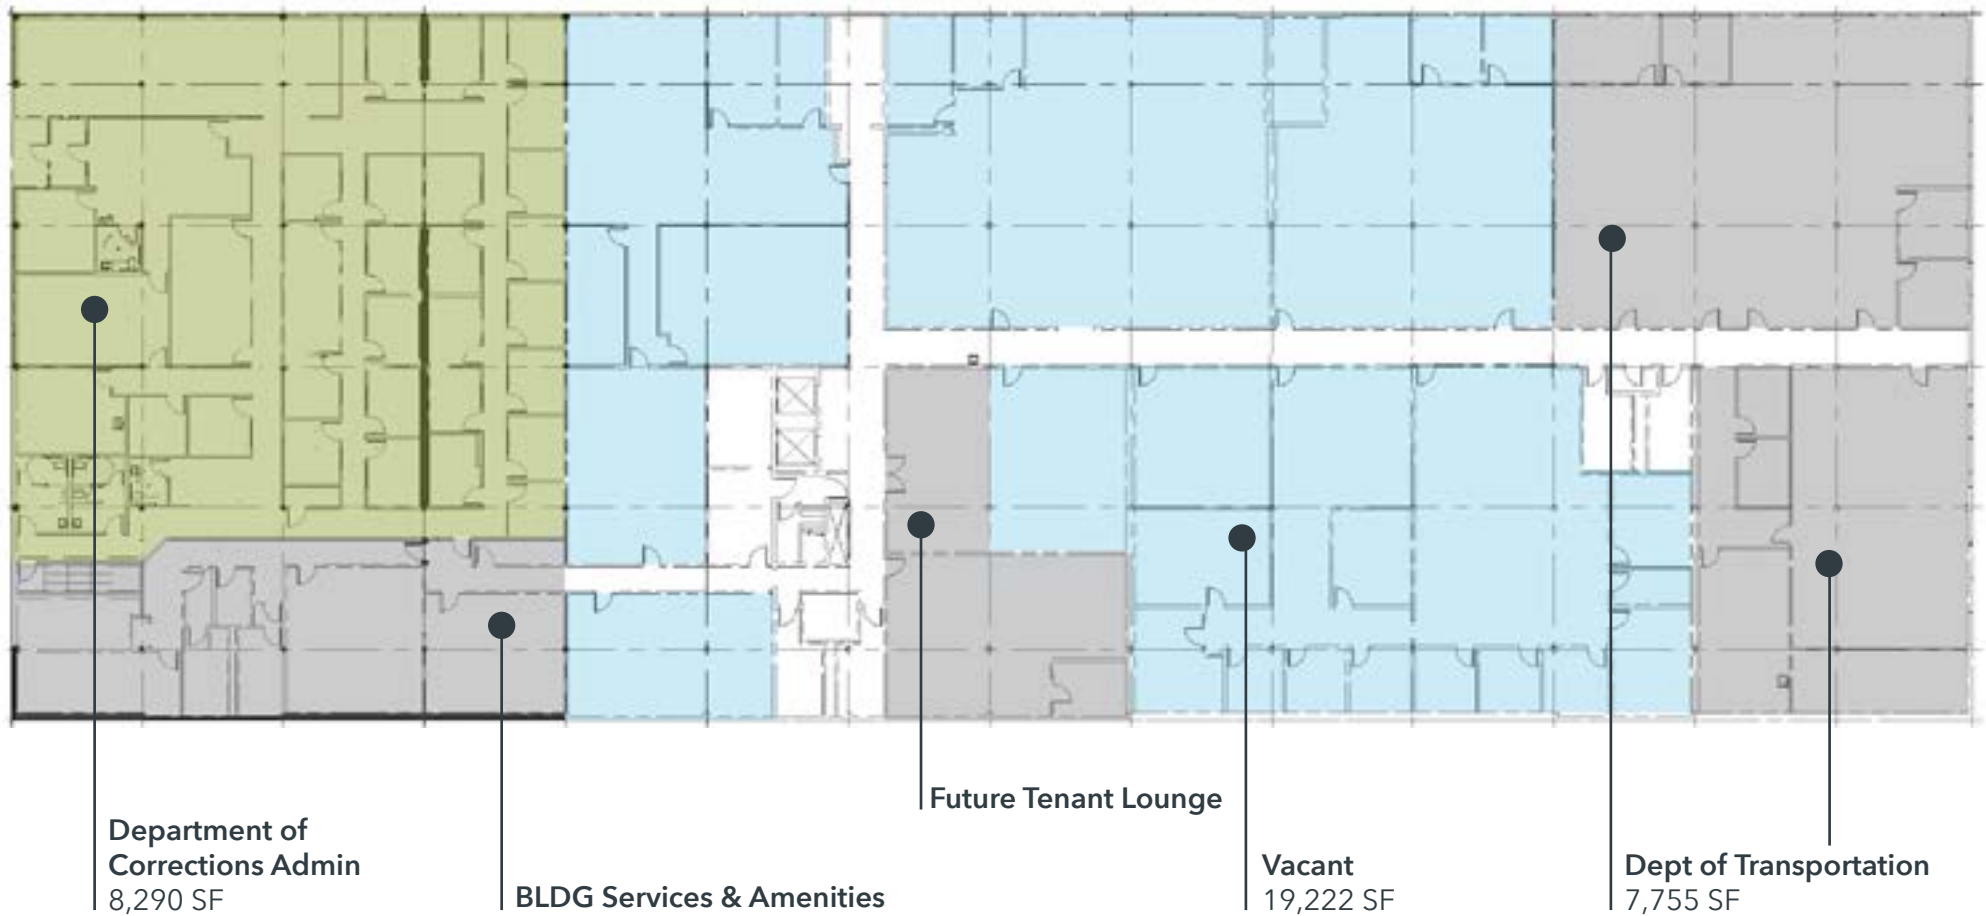 Department of
Corrections Admin
8,290 SF
BLDG Services & Amenities
Future Tenant Lounge
Vacant
19,222 SF
Dept of Transportation
7,755 SF